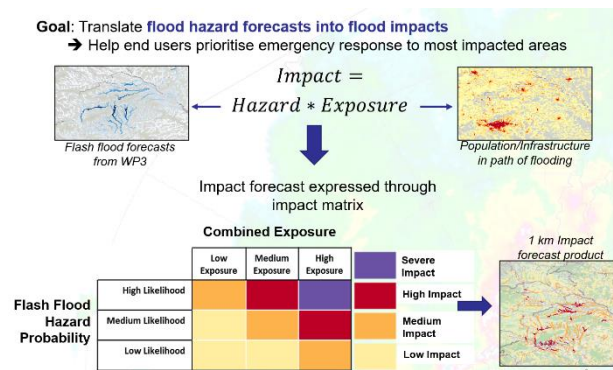 Goal: Translate flood hazard forecasts into flood impacts
➔ Help end users prioritise emergency response to most impacted areas
Impact =
Hazard * Exposure
Flash flood forecasts
from WP3
Population/Infrastructure
in path of flooding
Impact forecast expressed through
impact matrix
Combined Exposure
Low
Exposure
Medium
Exposure
High
Exposure
Severe
Impact
High Likelihood
High Impact
Flash Flood
Hazard
Probability
Medium Likelihood
Medium
Impact
Low Likelihood
Low Impact
1 km Impact
forecast product